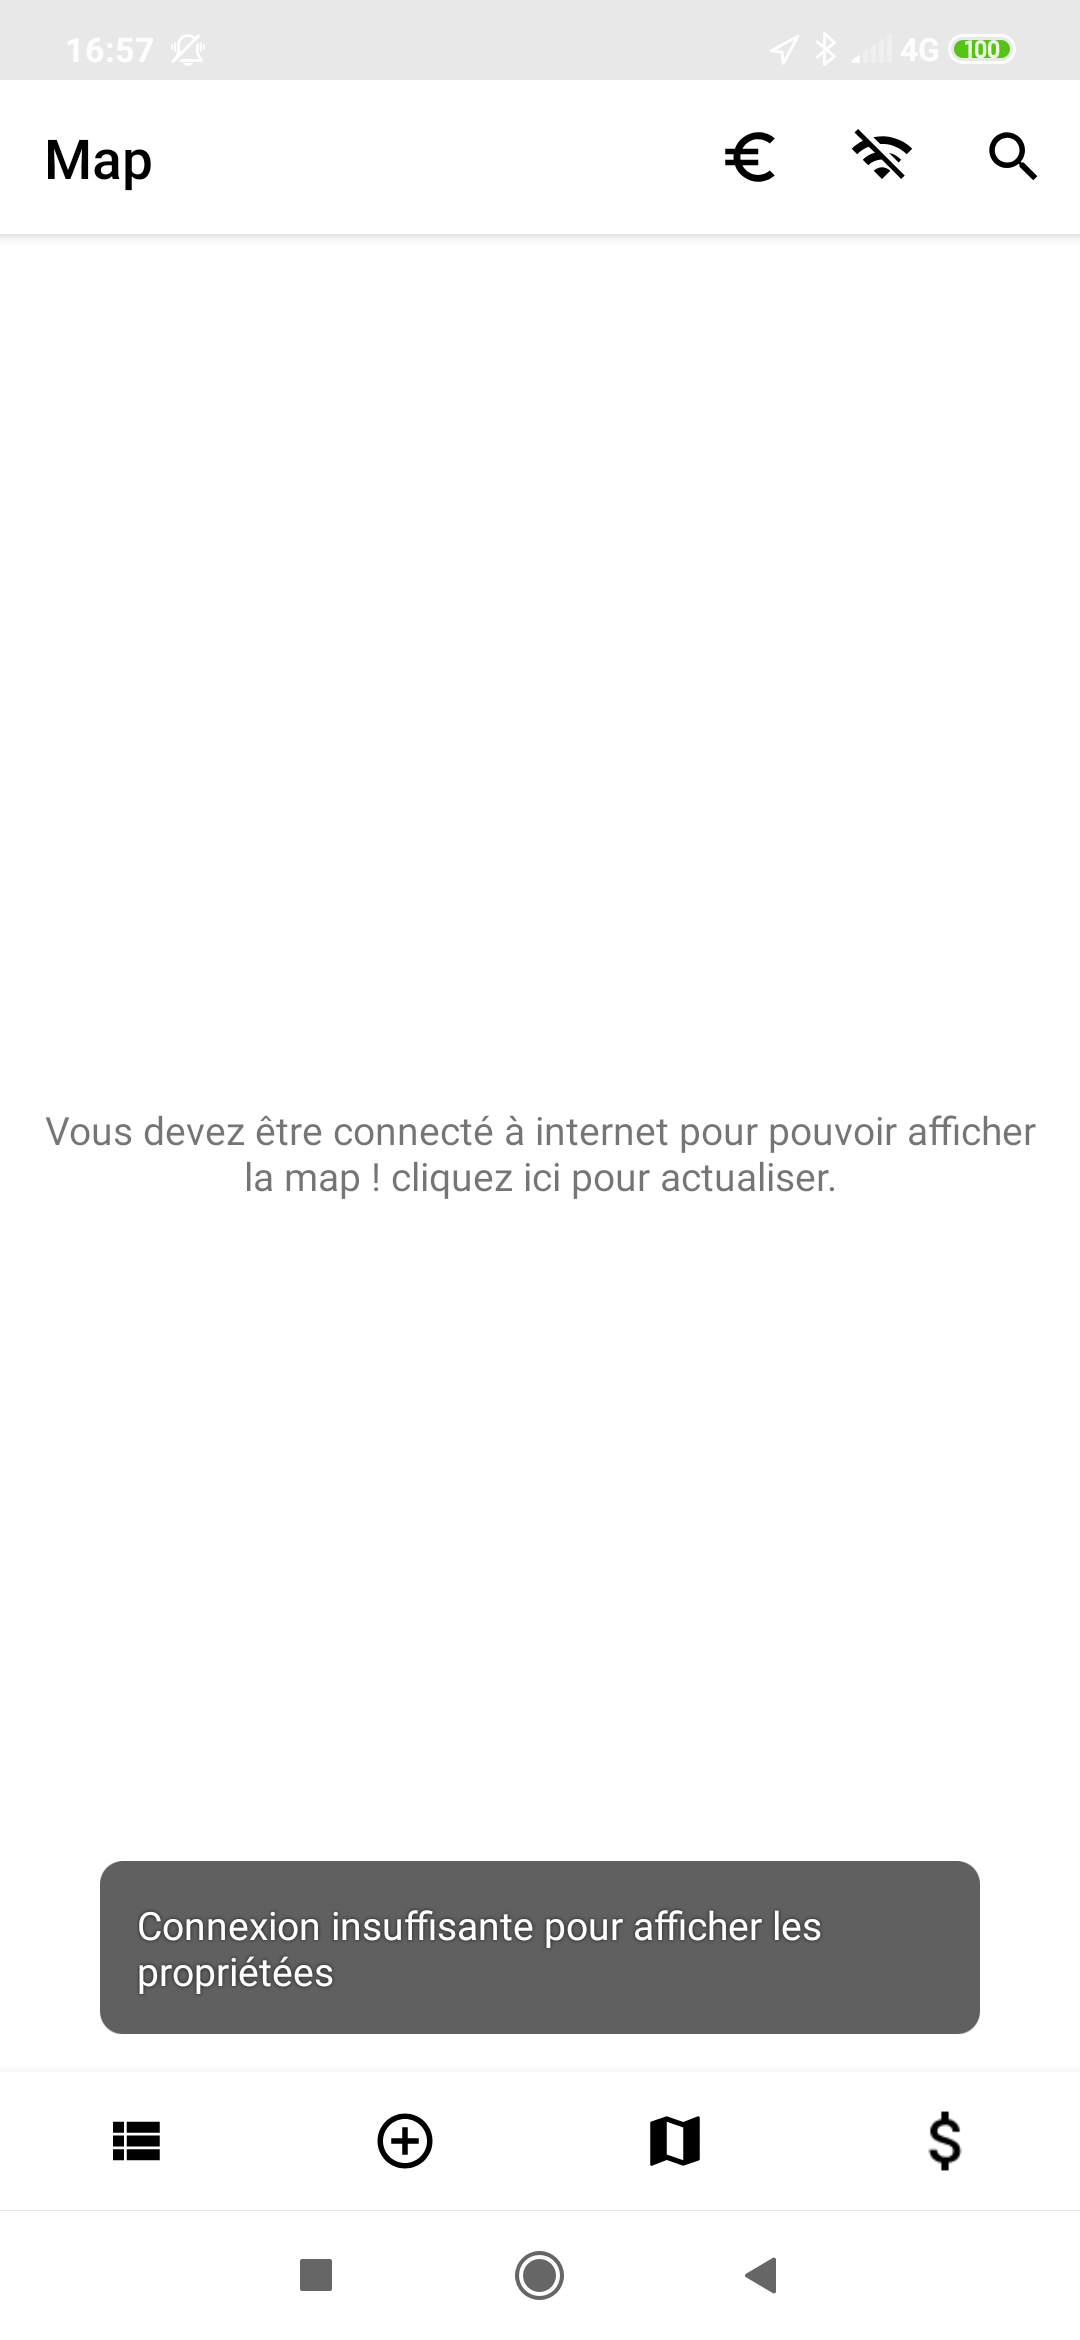 16:57 4G 100
Map
Vous devez être connecté à internet pour pouvoir afficher
la map ! cliquez ici pour actualiser.
Connexion insuffisante pour afficher les
propriétées